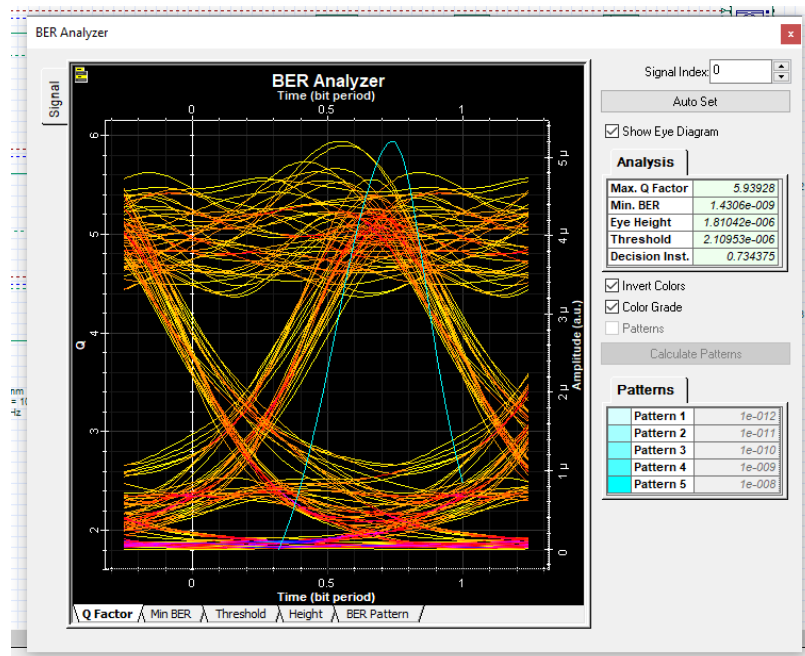 BER Analyzer
x
Signal
BER Analyzer
Time (bit period)
0 0.5 1
6
5
4
3
2
Q
5 µ
4 µ
3 µ
2 µ
1 µ
0
Amplitude (a.u.)
0 0.5 1
Time (bit period)
Q Factor Min BER Threshold Height BER Pattern
Signal Index: 0
Auto Set
Show Eye Diagram
Analysis
Max. Q Factor 5.93928
Min. BER 1.4306e-009
Eye Height 1.81042e-006
Threshold 2.10953e-006
Decision Inst. 0.734375
Invert Colors
Color Grade
Patterns
Calculate Patterns
Patterns
Pattern 1 1e-012
Pattern 2 1e-011
Pattern 3 1e-010
Pattern 4 1e-009
Pattern 5 1e-008
nm
= 10
Hz